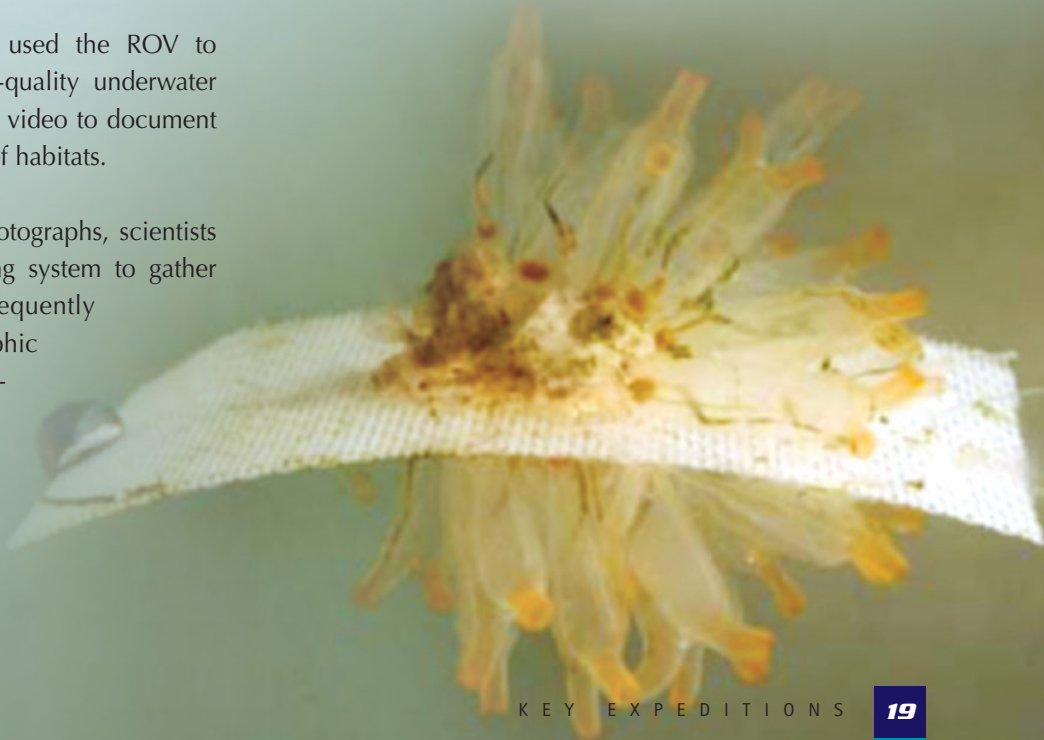 used the ROV to
-quality underwater
video to document
f habitats.
otographs, scientists
ng system to gather
equently
phic
-
KEY EXPEDITIONS 19